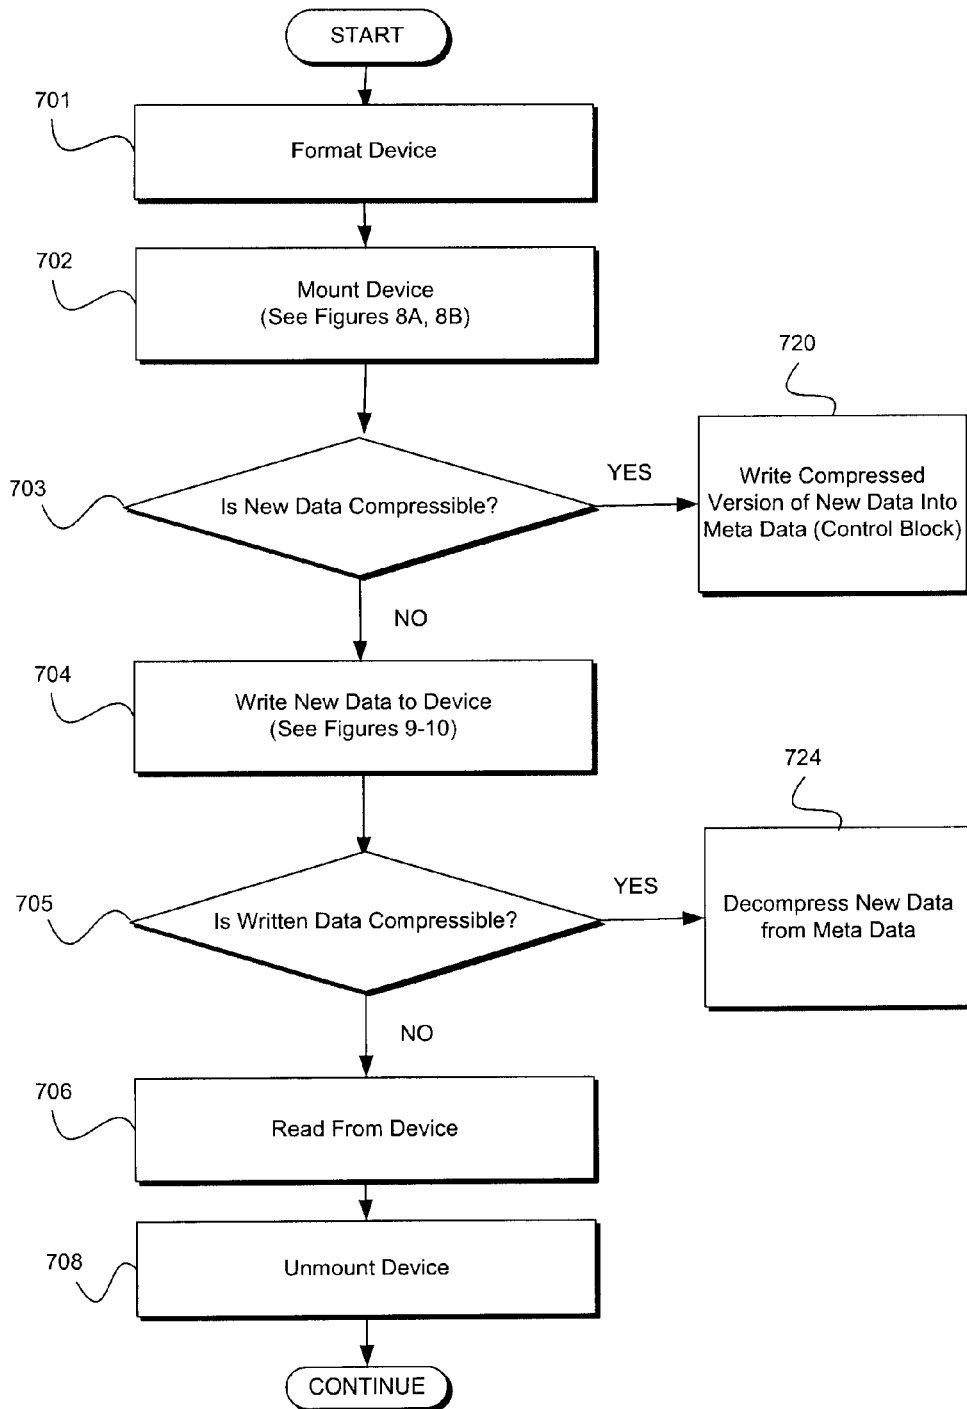 START
701
Format Device
702
Mount Device
(See Figures 8A, 8B)
720
703
Is New Data Compressible?
YES
Write Compressed
Version of New Data Into
Meta Data (Control Block)
NO
704
Write New Data to Device
(See Figures 9-10)
724
705
Is Written Data Compressible?
YES
Decompress New Data
from Meta Data
NO
706
Read From Device
708
Unmount Device
CONTINUE